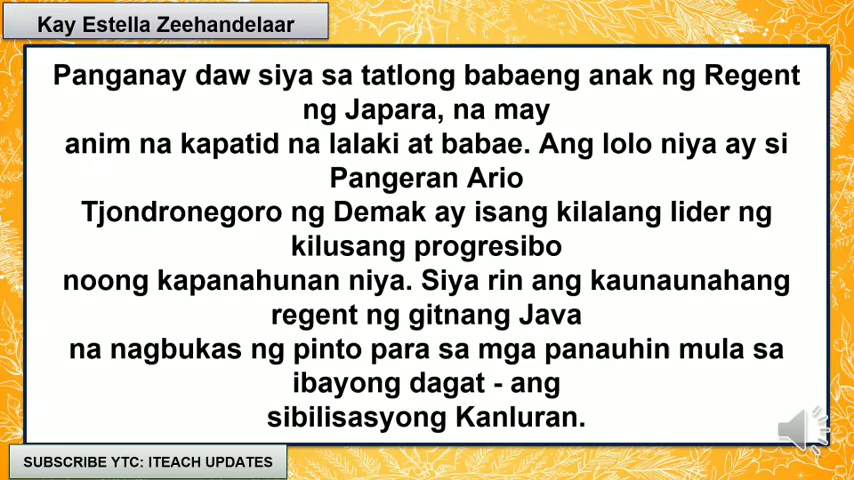 Kay Estella Zeehandelaar
Panganay daw siya sa tatlong babaeng anak ng Regent
ng Japara, na may
anim na kapatid na lalaki at babae. Ang lolo niya ay si
Pangeran Ario
Tjondronegoro ng Demak ay isang kilalang lider ng
kilusang progresibo
noong kapanahunan niya. Siya rin ang kaunaunahang
regent ng gitnang Java
na nagbukas ng pinto para sa mga panauhin mula sa
ibayong dagat - ang
sibilisasyong Kanluran.
SUBSCRIBE YTC: ITEACH UPDATES